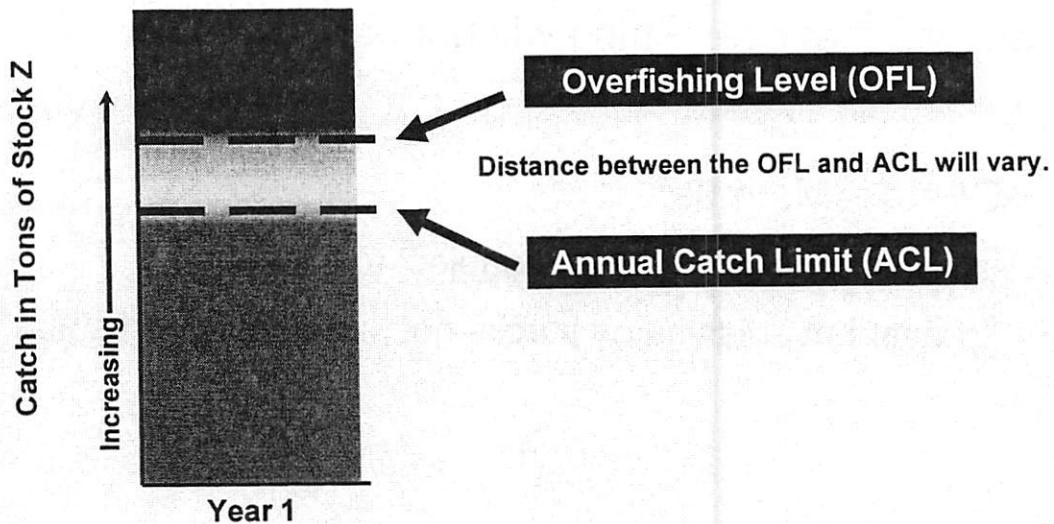 Catch in Tons of Stock Z
Increasing
Overfishing Level (OFL)
Distance between the OFL and ACL will vary.
Annual Catch Limit (ACL)
Year 1